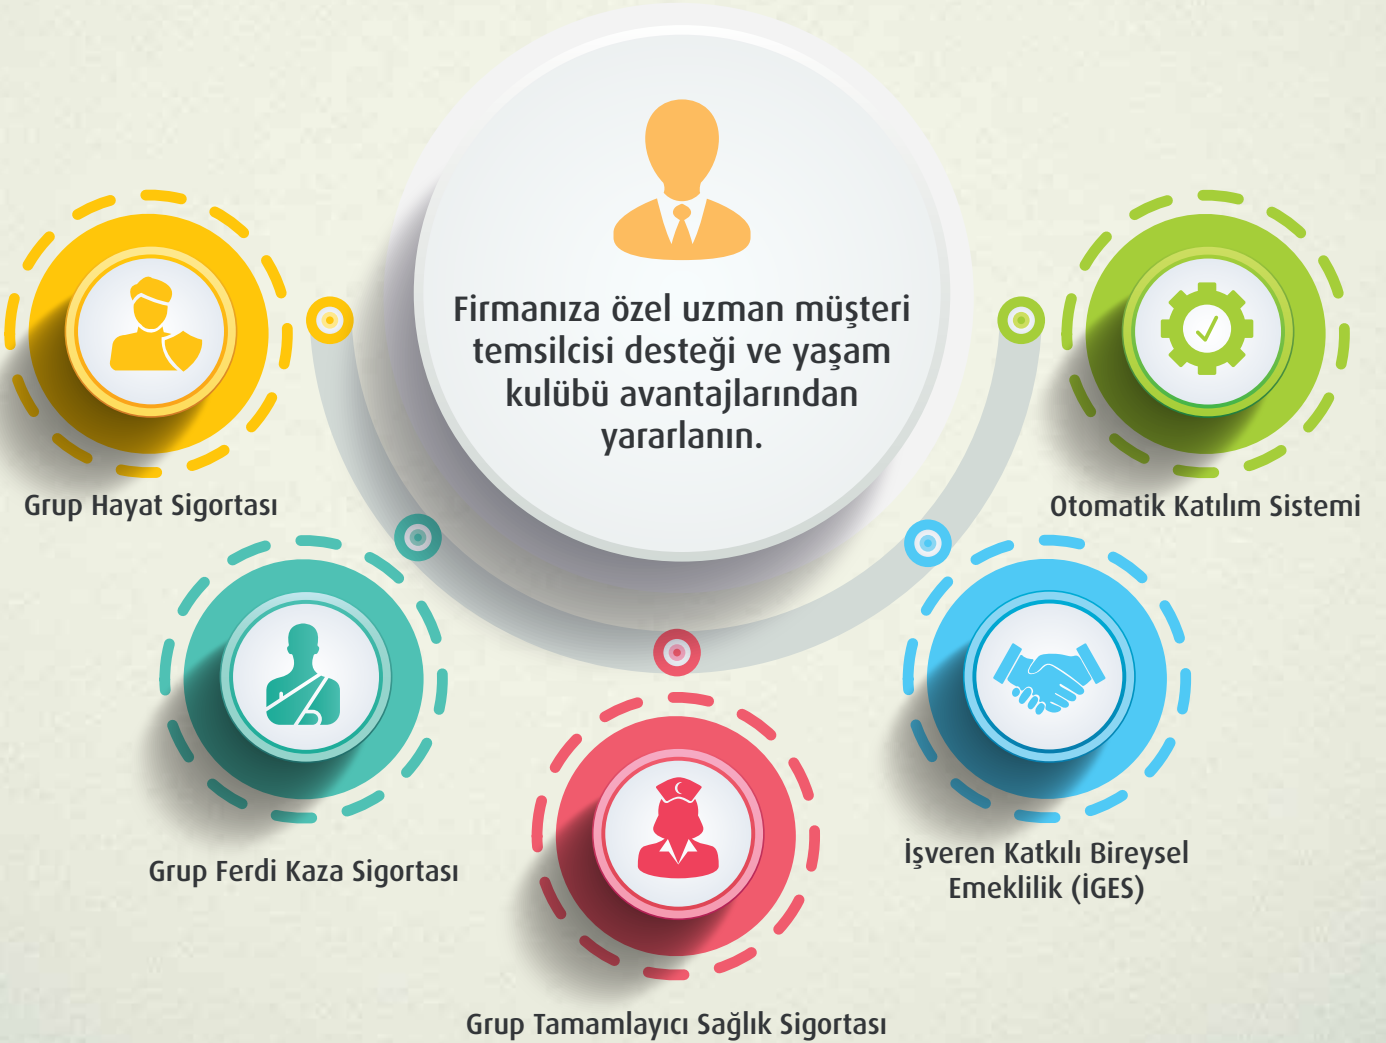 Firmanıza özel uzman müşteri
temsilcisi desteği ve yaşam
kulübü avantajlarından
yararlanın.
Grup Hayat Sigortası
Otomatik Katılım Sistemi
Grup Ferdi Kaza Sigortası
İşveren Katkılı Bireysel
Emeklilik (İGES)
Grup Tamamlayıcı Sağlık Sigortası